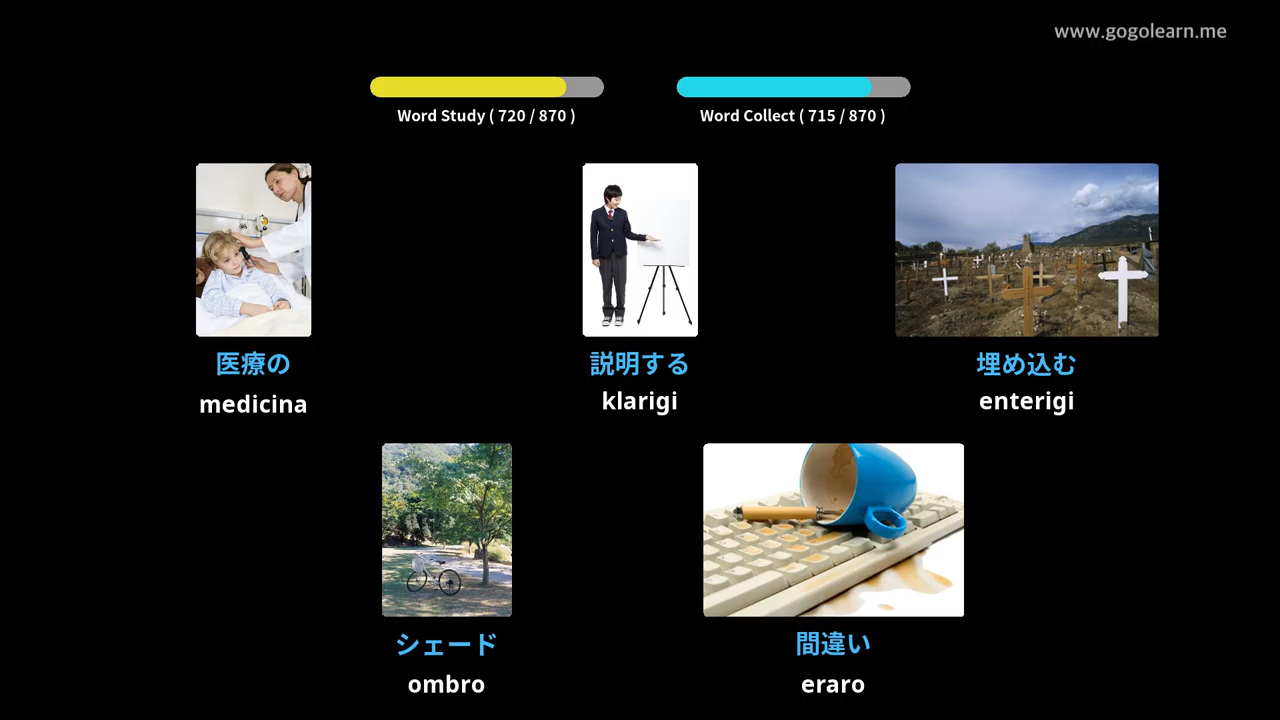 www.gogolearn.me
Word Study ( 720 / 870 )
Word Collect ( 715 / 870 )
医療の
medicina
説明する
klarigi
埋め込む
enterigi
シェード
ombro
間違い
eraro